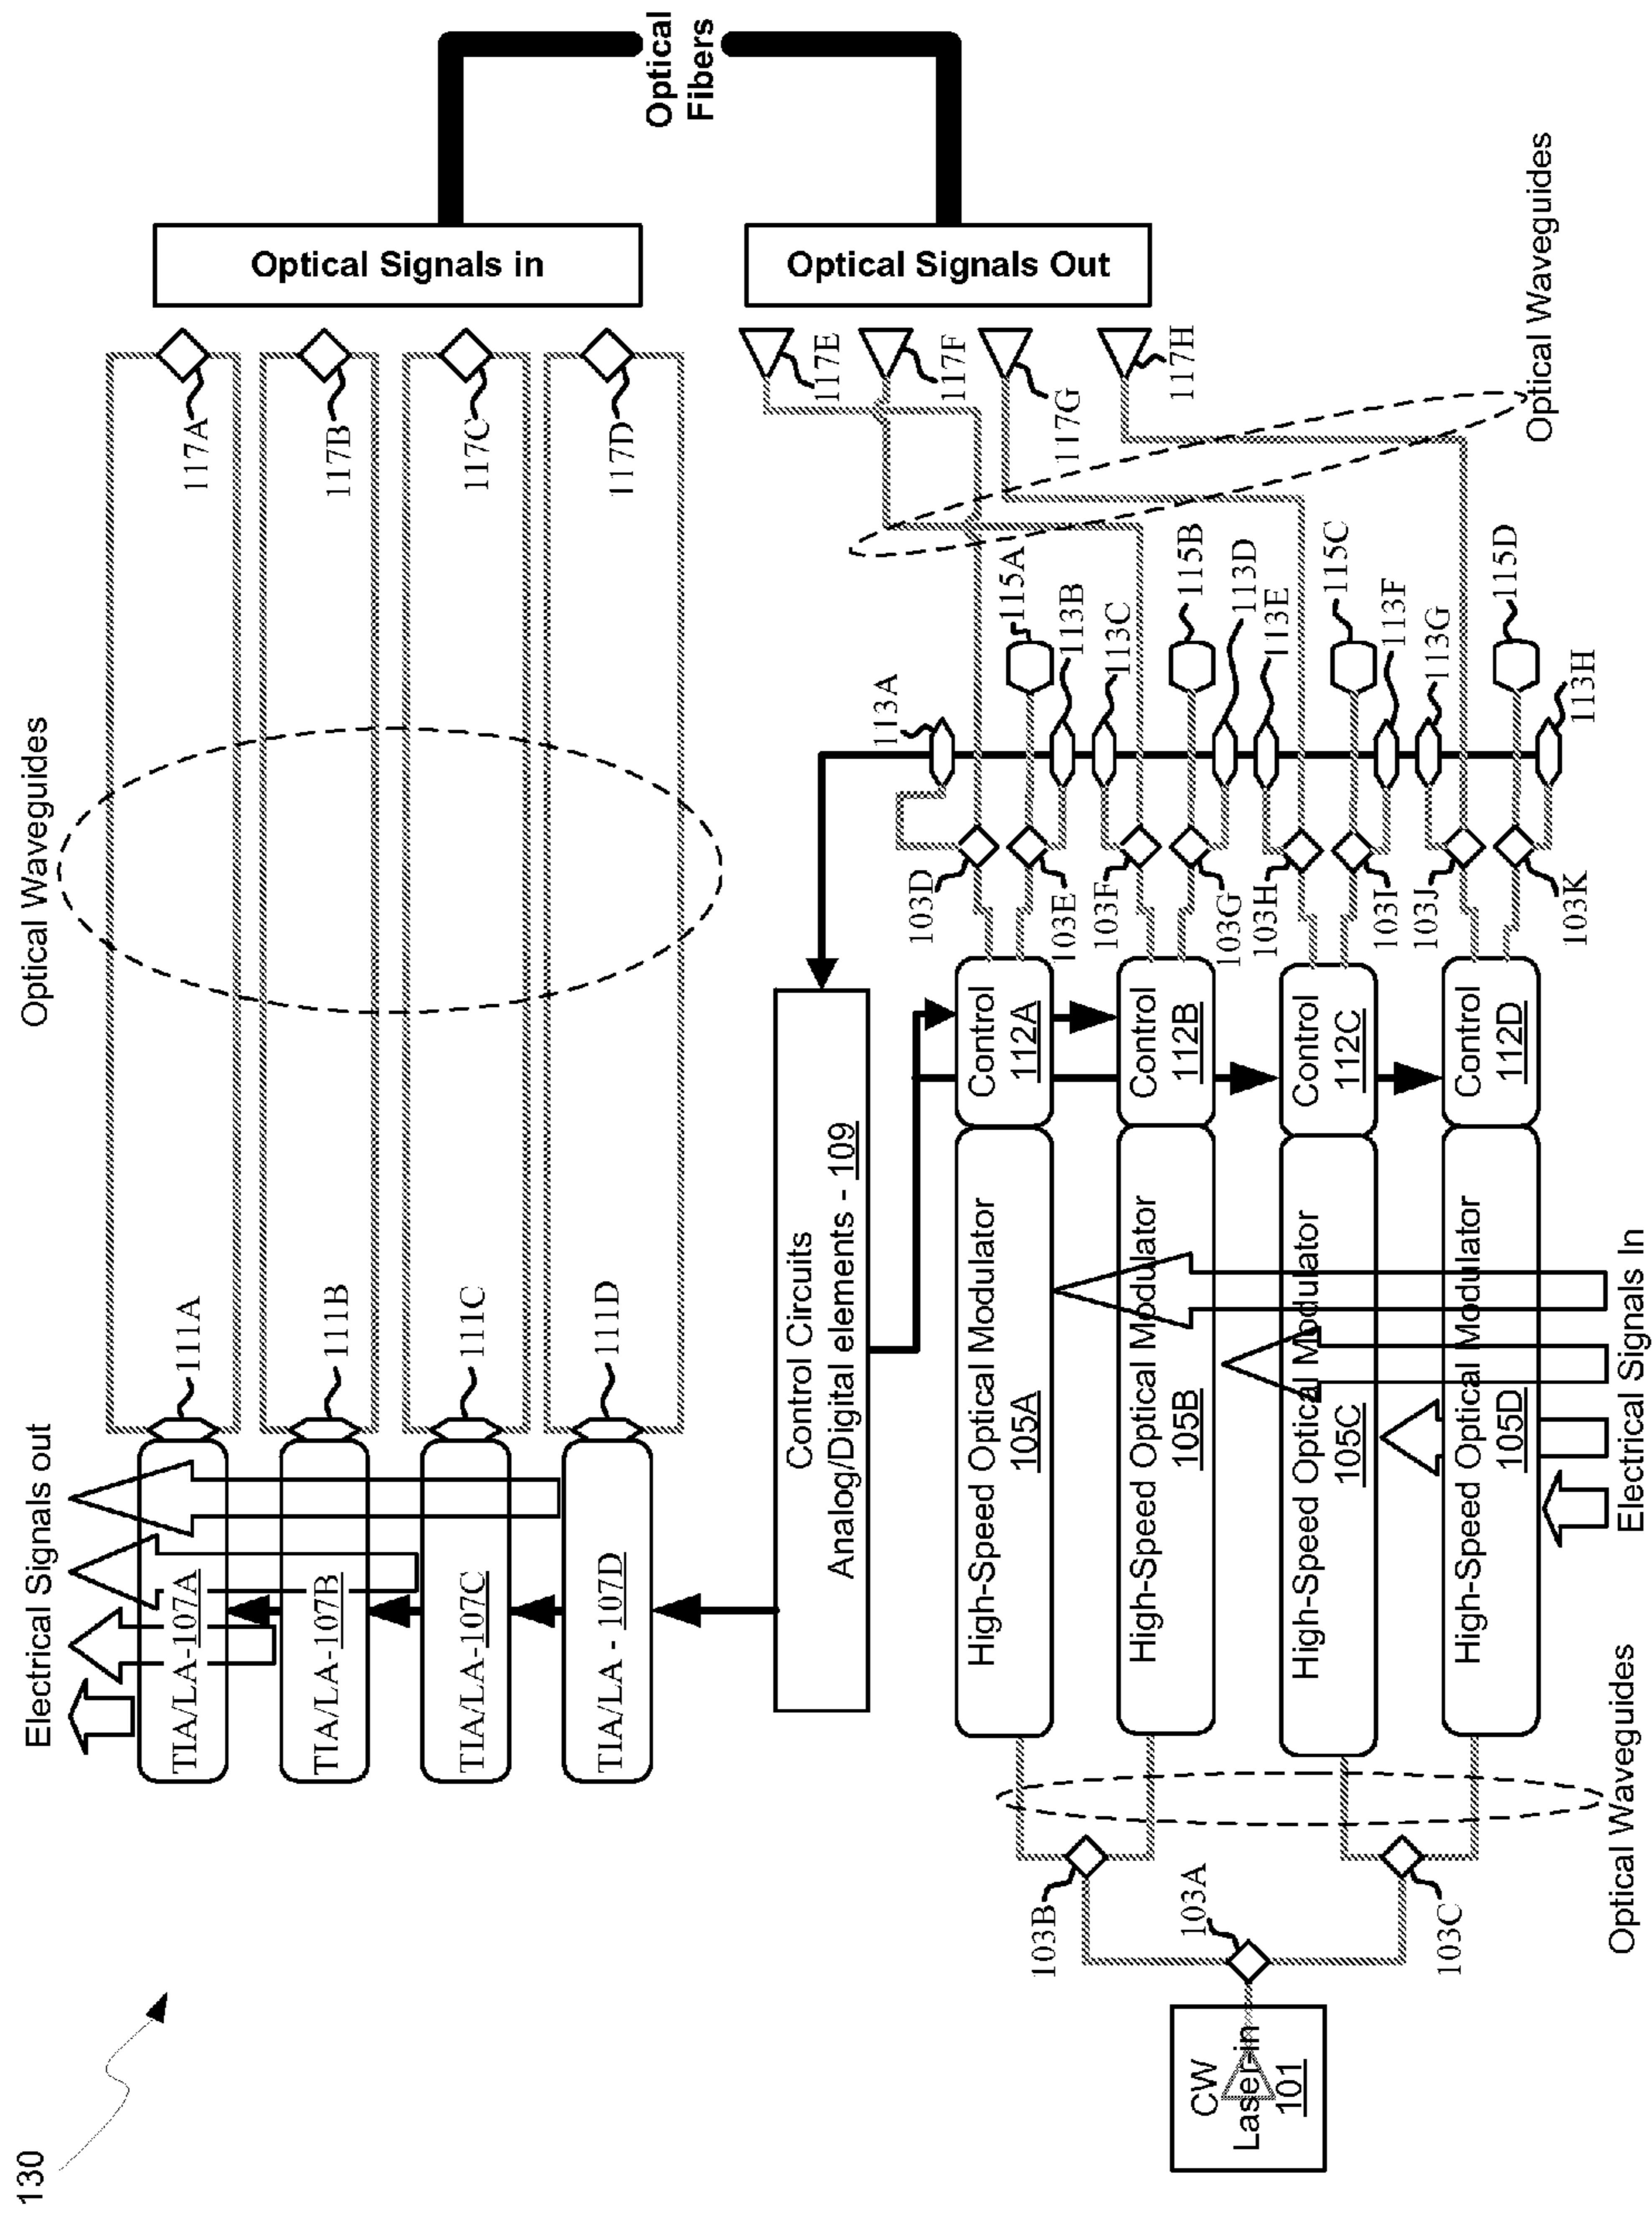 130
Electrical Signals out
Optical Waveguides
TIA/LA-107A
TIA/LA-107B
TIA/LA-107C
TIA/LA - 107D
111A
111B
111C
111D
117A
117B
117C
117D
Optical Signals in
Optical
Fibers
Optical Signals Out
Control Circuits
Analog/Digital elements - 109
117E
117F
117G
117H
Optical Waveguides
CW
Laser-in
101
103A
103B
103C
Optical Waveguides
High-Speed Optical Modulator
105A
Control
112A
High-Speed Optical Modulator
105B
Control
112B
High-Speed Optical Modulator
105C
Control
112C
High-Speed Optical Modulator
105D
Control
112D
Electrical Signals In
103D
103E
103F
103G
103H
103I
103J
103K
113A
113B
113C
113D
113E
113F
113G
113H
115A
115B
115C
115D